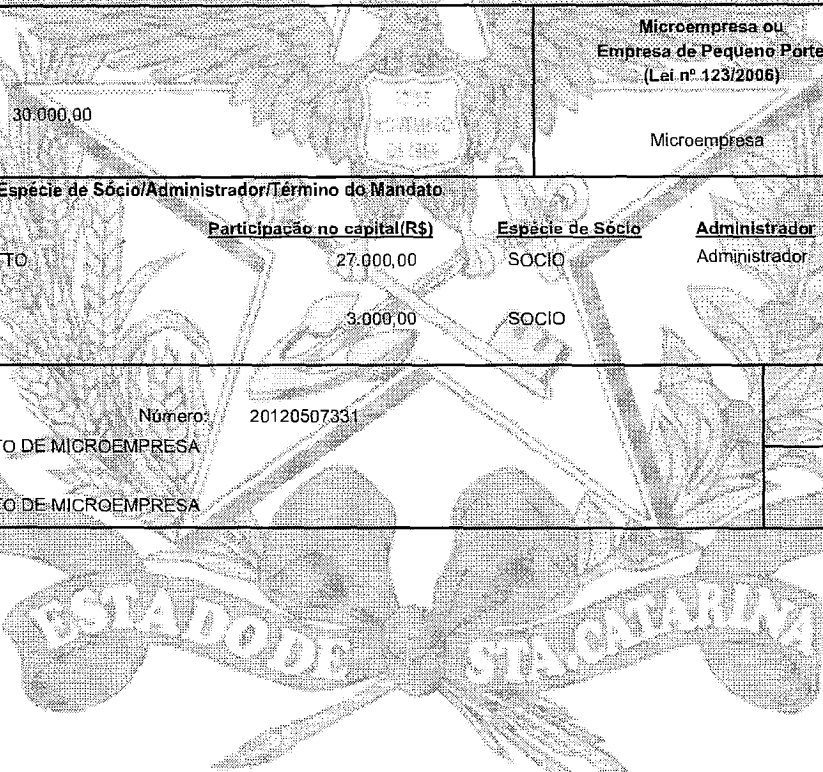 Microempresa ou
Empresa de Pequeno Porte
(Lei nº 123/2006)
30.000,00
Microempresa
Espécie de Sócio/Administrador/Término do Mandato
Participação no capital(R$) Espécie de Sócio Administrador
TO 27.000,00 SOCIO Administrador
3.000,00 SOCIO
Número: 20120507331
TO DE MICROEMPRESA
TO DE MICROEMPRESA
ESTADO DE STA. CATARINA